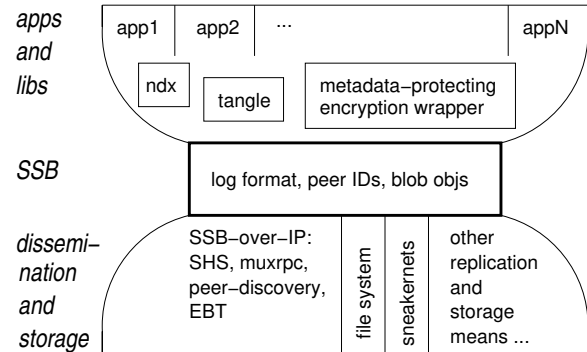 apps
and
libs
app1
app2
...
appN
ndx
tangle
metadata−protecting
encryption wrapper
SSB
log format, peer IDs, blob objs
dissemi−
nation
and
storage
SSB−over−IP:
SHS, muxrpc,
peer−discovery,
EBT
file system
sneakernets
other
replication
and
storage
means ...